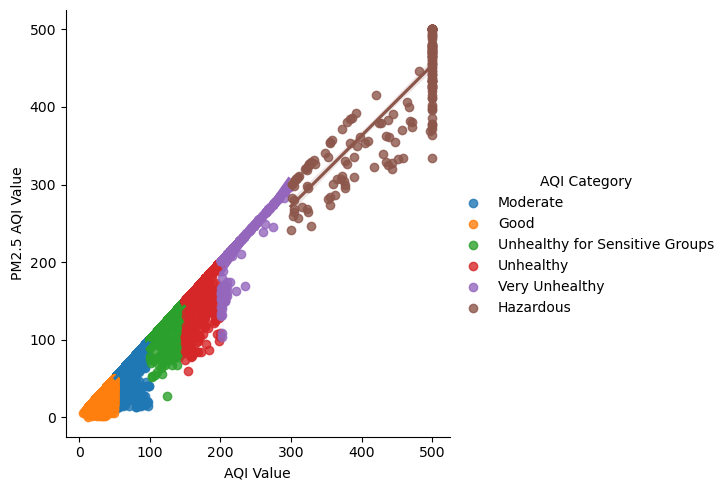 500
400
300
200
100
0
PM2.5 AQI Value
0 100 200 300 400 500
AQI Value
AQI Category
Moderate
Good
Unhealthy for Sensitive Groups
Unhealthy
Very Unhealthy
Hazardous